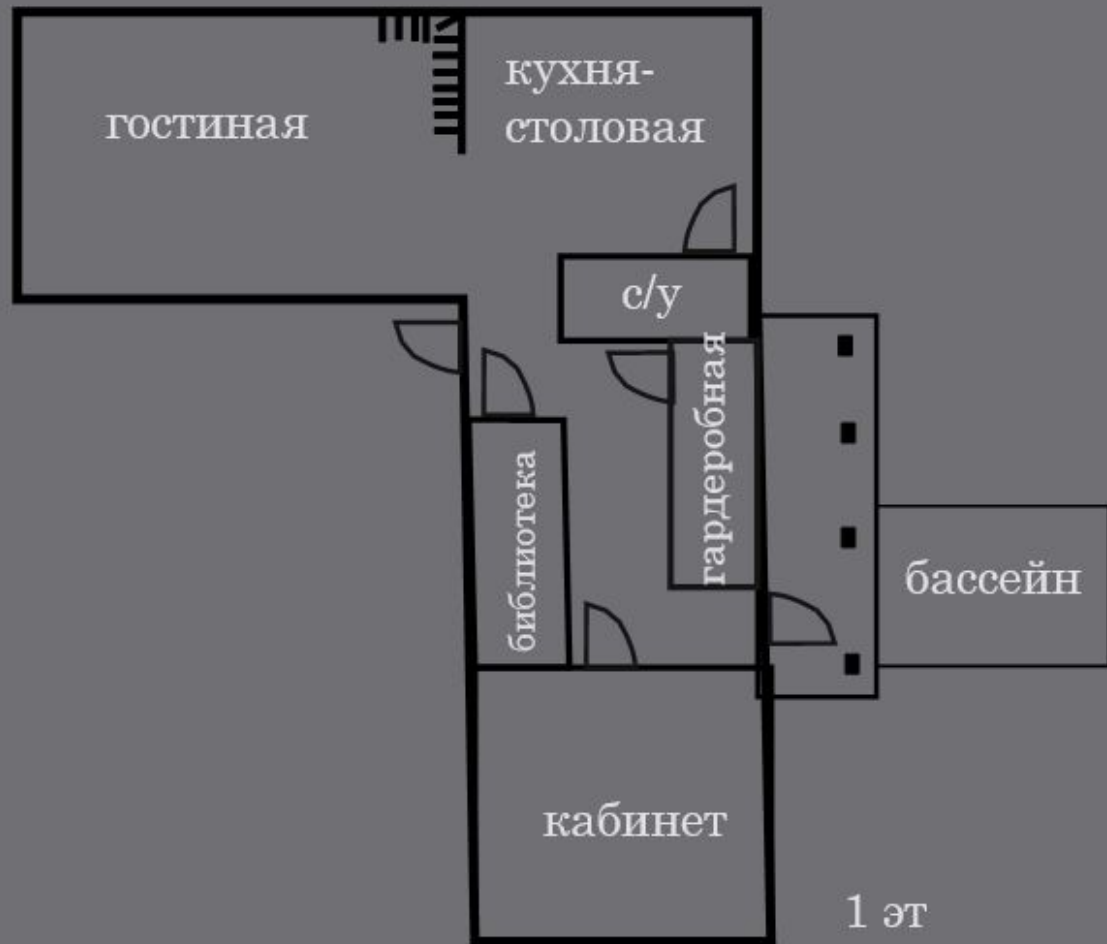 гостиная
кухня-
столовая
с/у
гардеробная
библиотека
бассейн
кабинет
1 эт